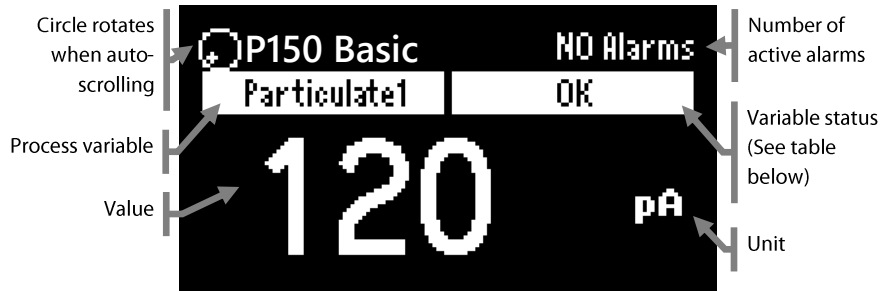 Circle rotates
when auto-
scrolling
Process variable
Value
P150 Basic
NO Alarms
Particulate1
OK
120
pA
Number of
active alarms
Variable status
(See table
below)
Unit